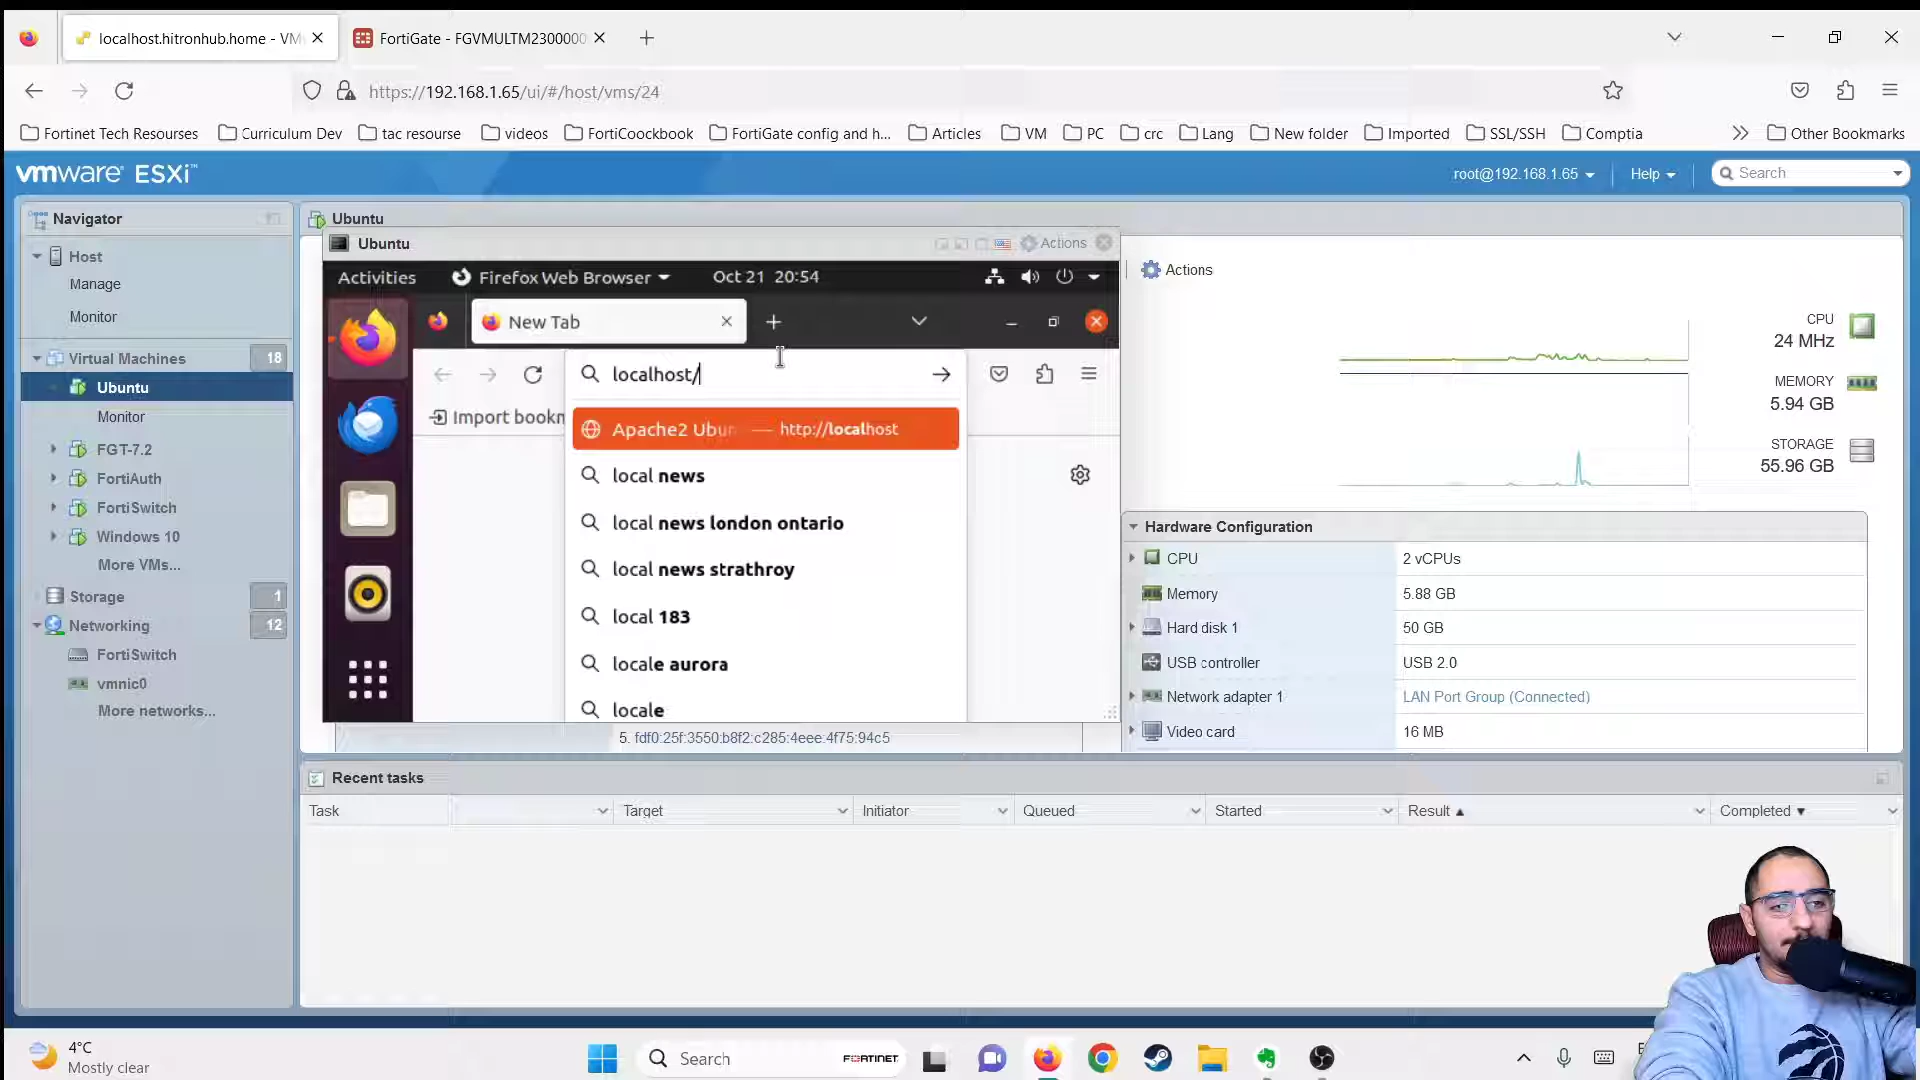 localhost.hitronhub.home - VM
FortiGate - FGVMULTM2300000
https://192.168.1.65/ui/#/host/vms/24
Fortinet Tech Resourses
Curriculum Dev
tac resourse
videos
FortiCoockbook
FortiGate config and h...
Articles
VM
PC
crc
Lang
New folder
Imported
SSL/SSH
Comptia
Other Bookmarks
vmware ESXi™
root@192.168.1.65
Help
Search
Navigator
Host
Manage
Monitor
Virtual Machines
18
Ubuntu
Monitor
FGT-7.2
FortiAuth
FortiSwitch
Windows 10
More VMs...
Storage
1
Networking
12
FortiSwitch
vmnic0
More networks...
Ubuntu
Ubuntu
Actions
Activities
Firefox Web Browser
Oct 21 20:54
New Tab
localhost/
Import bookn
Apache2 Ubun — http://localhost
local news
local news london ontario
local news strathroy
local 183
locale aurora
locale
5. fdf0:25f:3550:b8f2:c285:4eee:4f75:94c5
Actions
CPU
24 MHz
MEMORY
5.94 GB
STORAGE
55.96 GB
Hardware Configuration
CPU
2 vCPUs
Memory
5.88 GB
Hard disk 1
50 GB
USB controller
USB 2.0
Network adapter 1
LAN Port Group (Connected)
Video card
16 MB
Recent tasks
Task
Target
Initiator
Queued
Started
Result ▲
Completed ▼
4°C
Mostly clear
Search
FORTINET